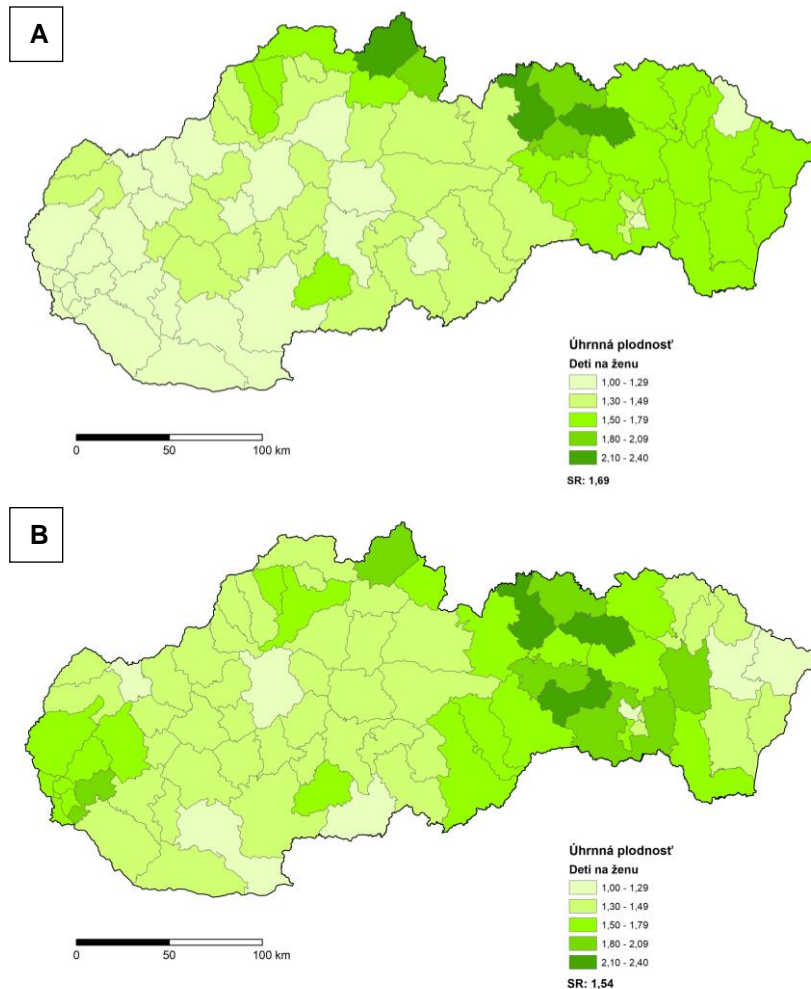 A
Úhrnná plodnosť
Deti na ženu
1,00 - 1,29
1,30 - 1,49
1,50 - 1,79
1,80 - 2,09
2,10 - 2,40
SR: 1,69
0 50 100 km
B
Úhrnná plodnosť
Deti na ženu
1,00 - 1,29
1,30 - 1,49
1,50 - 1,79
1,80 - 2,09
2,10 - 2,40
SR: 1,54
0 50 100 km